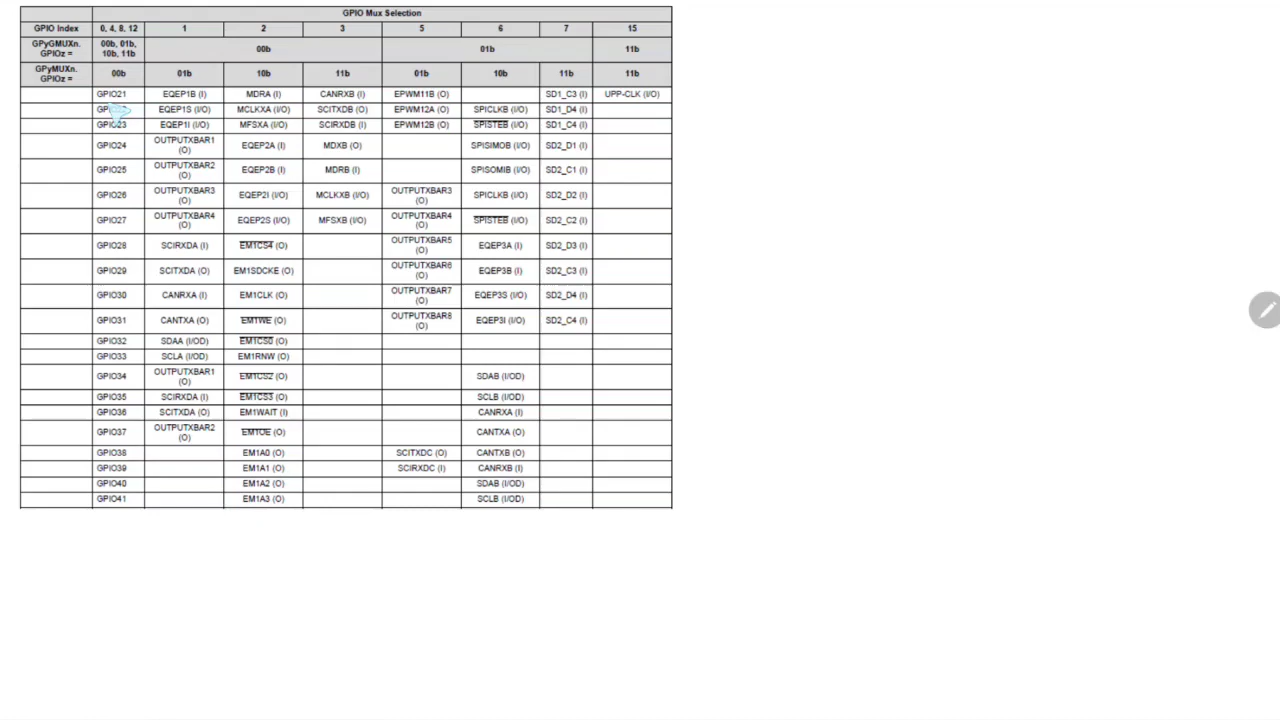 GPIO Mux Selection
GPIO Index 0, 4, 8, 12 1 2 3 5 6 7 15
GPyGMUXn. GPIOz = 00b, 01b, 10b, 11b 00b 01b 11b
GPyMUXn. GPIOz = 00b 01b 10b 11b 01b 10b 11b 11b
GPIO21 EQEP1B (I) MDRA (I) CANRXB (I) EPWM11B (O) SD1_C3 (I) UPP-CLK (I/O)
EQEP1S (I/O) MCLKXA (I/O) SCITXDB (O) EPWM12A (O) SPICLKB (I/O) SD1_D4 (I)
GPIO23 EQEP1I (I/O) MFSXA (I/O) SCIRXDB (I) EPWM12B (O) SPISTEB (I/O) SD1_C4 (I)
GPIO24 OUTPUTXBAR1 (O) EQEP2A (I) MDXB (O) SPISIMOB (I/O) SD2_D1 (I)
GPIO25 OUTPUTXBAR2 (O) EQEP2B (I) MDRB (I) SPISOMIB (I/O) SD2_C1 (I)
GPIO26 OUTPUTXBAR3 (O) EQEP2I (I/O) MCLKXB (I/O) OUTPUTXBAR3 (O) SPICLKB (I/O) SD2_D2 (I)
GPIO27 OUTPUTXBAR4 (O) EQEP2S (I/O) MFSXB (I/O) OUTPUTXBAR4 (O) SPISTEB (I/O) SD2_C2 (I)
GPIO28 SCIRXDA (I) EM1CS4 (O) OUTPUTXBAR5 (O) EQEP3A (I) SD2_D3 (I)
GPIO29 SCITXDA (O) EM1SDCKE (O) OUTPUTXBAR6 (O) EQEP3B (I) SD2_C3 (I)
GPIO30 CANRXA (I) EM1CLK (O) OUTPUTXBAR7 (O) EQEP3S (I/O) SD2_D4 (I)
GPIO31 CANTXA (O) EM1WE (O) OUTPUTXBAR8 (O) EQEP3I (I/O) SD2_C4 (I)
GPIO32 SDAA (I/OD) EM1CS0 (O)
GPIO33 SCLA (I/OD) EM1RNW (O)
GPIO34 OUTPUTXBAR1 (O) EM1CS2 (O) SDAB (I/OD)
GPIO35 SCIRXDA (I) EM1CS3 (O) SCLB (I/OD)
GPIO36 SCITXDA (O) EM1WAIT (I) CANRXA (I)
GPIO37 OUTPUTXBAR2 (O) EM1OE (O) CANTXA (O)
GPIO38 EM1A0 (O) SCITXDC (O) CANTXB (O)
GPIO39 EM1A1 (O) SCIRXDC (I) CANRXB (I)
GPIO40 EM1A2 (O) SDAB (I/OD)
GPIO41 EM1A3 (O) SCLB (I/OD)